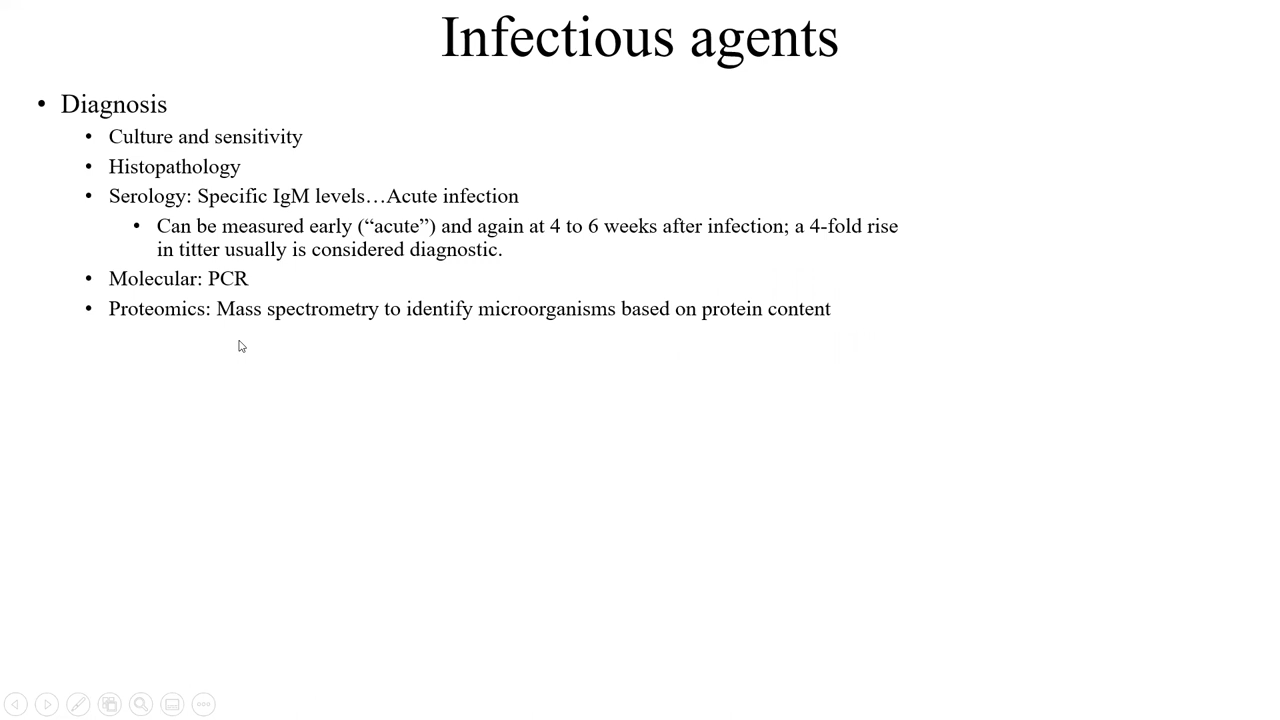 Infectious agents
• Diagnosis
• Culture and sensitivity
• Histopathology
• Serology: Specific IgM levels…Acute infection
• Can be measured early (“acute”) and again at 4 to 6 weeks after infection; a 4-fold rise
in titter usually is considered diagnostic.
• Molecular: PCR
• Proteomics: Mass spectrometry to identify microorganisms based on protein content